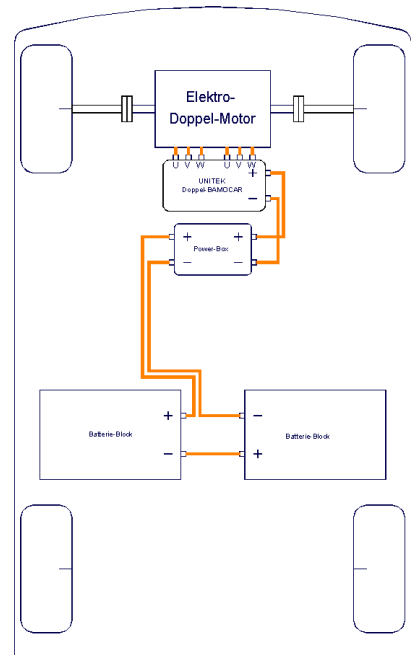 Elektro-
Doppel-Motor
U V W U V W
UNITEK
Doppel-BAMOCAR
+
−
+ +
Power-Box
− −
+ −
Batterie-Block Batterie-Block
− +